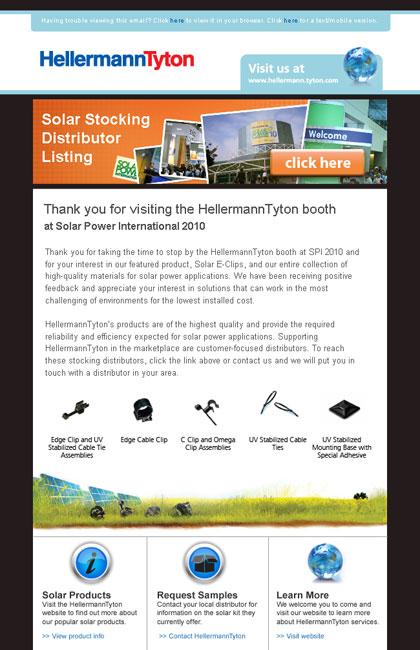 Having trouble viewing this email? Click here to view it in your browser. Click here for a text/mobile version.
HellermannTyton
Visit us at
www.hellermann.tyton.com
Solar Stocking
Distributor
Listing
SOLAR
POWER
Welcome
click here
Thank you for visiting the HellermannTyton booth
at Solar Power International 2010
Thank you for taking the time to stop by the HellermannTyton booth at SPI 2010 and
for your interest in our featured product, Solar E-Clips, and our entire collection of
high-quality materials for solar power applications. We have been receiving positive
feedback and appreciate your interest in solutions that can work in the most
challenging of environments for the lowest installed cost.
HellermannTyton's products are of the highest quality and provide the required
reliability and efficiency expected for solar power applications. Supporting
HellermannTyton in the marketplace are customer-focused distributors. To reach
these stocking distributors, click the link above or contact us and we will put you in
touch with a distributor in your area.
Edge Clip and UV
Stabilized Cable Tie
Assemblies
Edge Cable Clip
C Clip and Omega
Clip Assemblies
UV Stabilized Cable
Ties
UV Stabilized
Mounting Base with
Special Adhesive
Solar Products
Visit the HellermannTyton
website to find out more about
our popular solar products.
>> View product info
Request Samples
Contact your local distributor for
information on the solar kit they
currently offer.
>> Contact HellermannTyton
Learn More
We welcome you to come and
visit our website to learn more
about HellermannTyton services.
>> Visit website